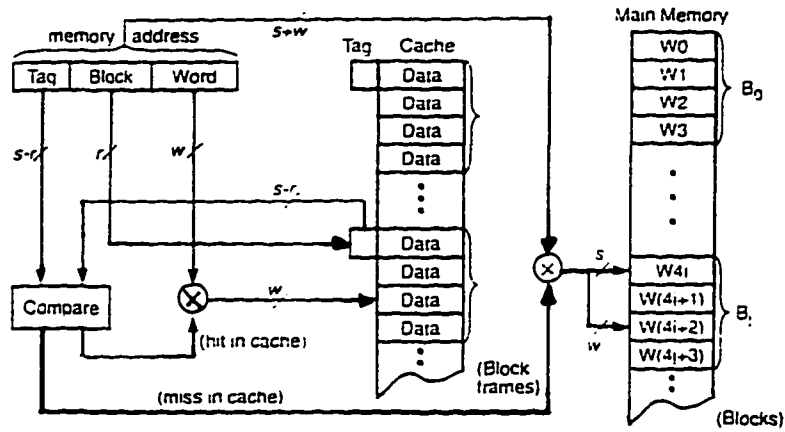 memory address
s+w
Main Memory
Tag Cache
Tag Block Word
Data
Data
Data
Data
W0
W1
W2
W3
B0
s-r
r
w
s-r
Data
Data
Data
Data
Compare
w
(hit in cache)
(miss in cache)
(Block
frames)
s
w
W4i
W(4i+1)
W(4i+2)
W(4i+3)
Bi
(Blocks)